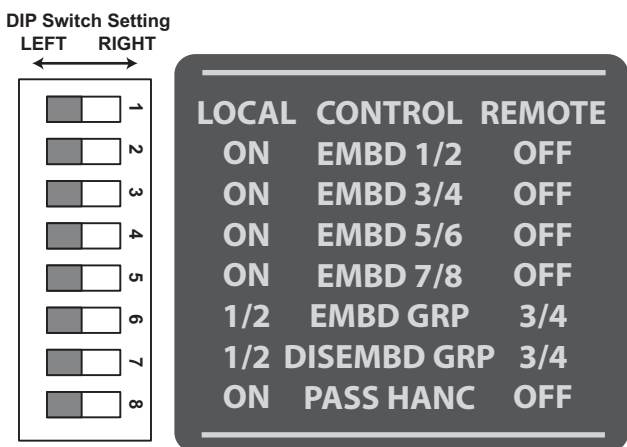 DIP Switch Setting
LEFT RIGHT
1
2
3
4
5
6
7
8
LOCAL CONTROL REMOTE
ON EMBD 1/2 OFF
ON EMBD 3/4 OFF
ON EMBD 5/6 OFF
ON EMBD 7/8 OFF
1/2 EMBD GRP 3/4
1/2 DISEMBD GRP 3/4
ON PASS HANC OFF